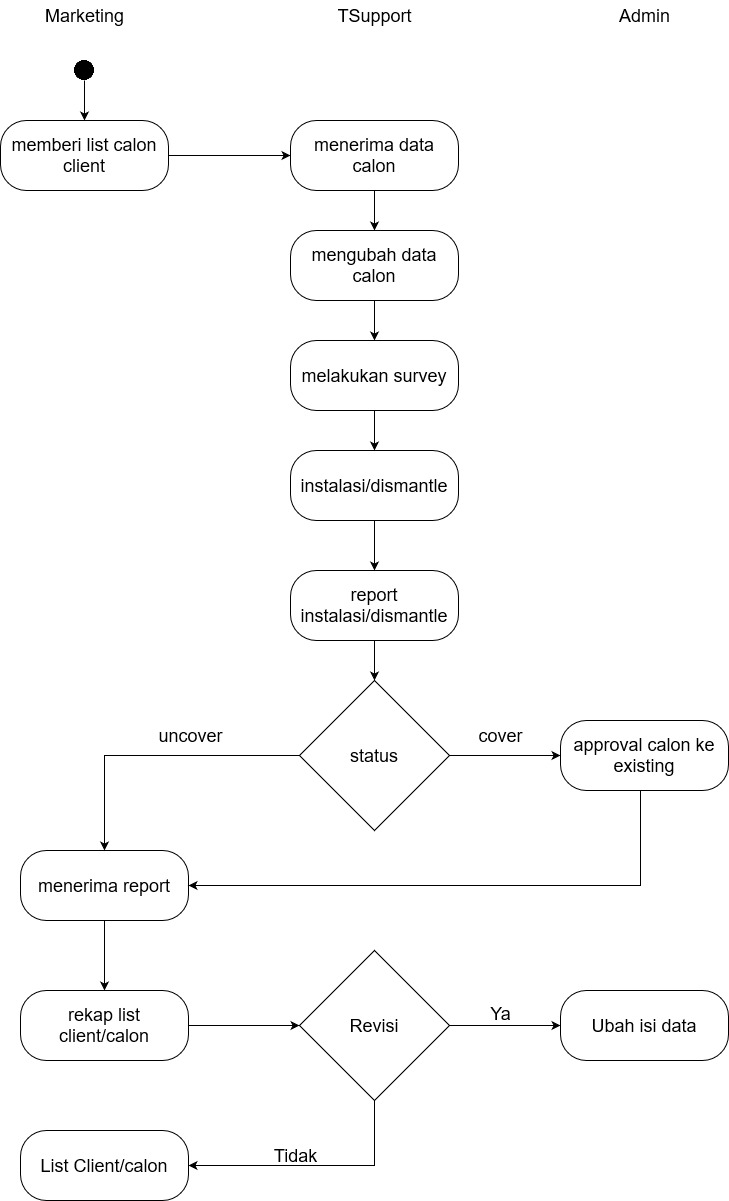 Marketing
TSupport
Admin
memberi list calon
client
menerima data
calon
mengubah data
calon
melakukan survey
instalasi/dismantle
report
instalasi/dismantle
uncover
status
cover
approval calon ke
existing
menerima report
rekap list
client/calon
Revisi
Ya
Ubah isi data
Tidak
List Client/calon